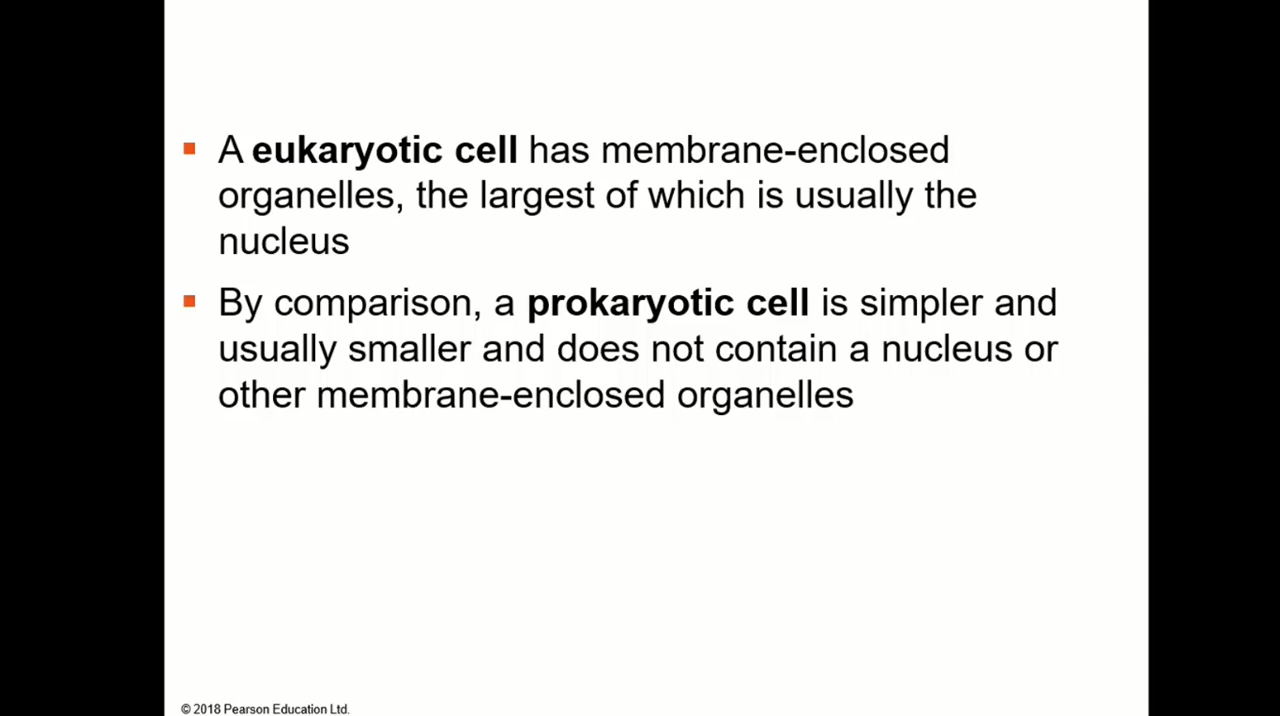 A eukaryotic cell has membrane-enclosed
organelles, the largest of which is usually the
nucleus
By comparison, a prokaryotic cell is simpler and
usually smaller and does not contain a nucleus or
other membrane-enclosed organelles
© 2018 Pearson Education Ltd.